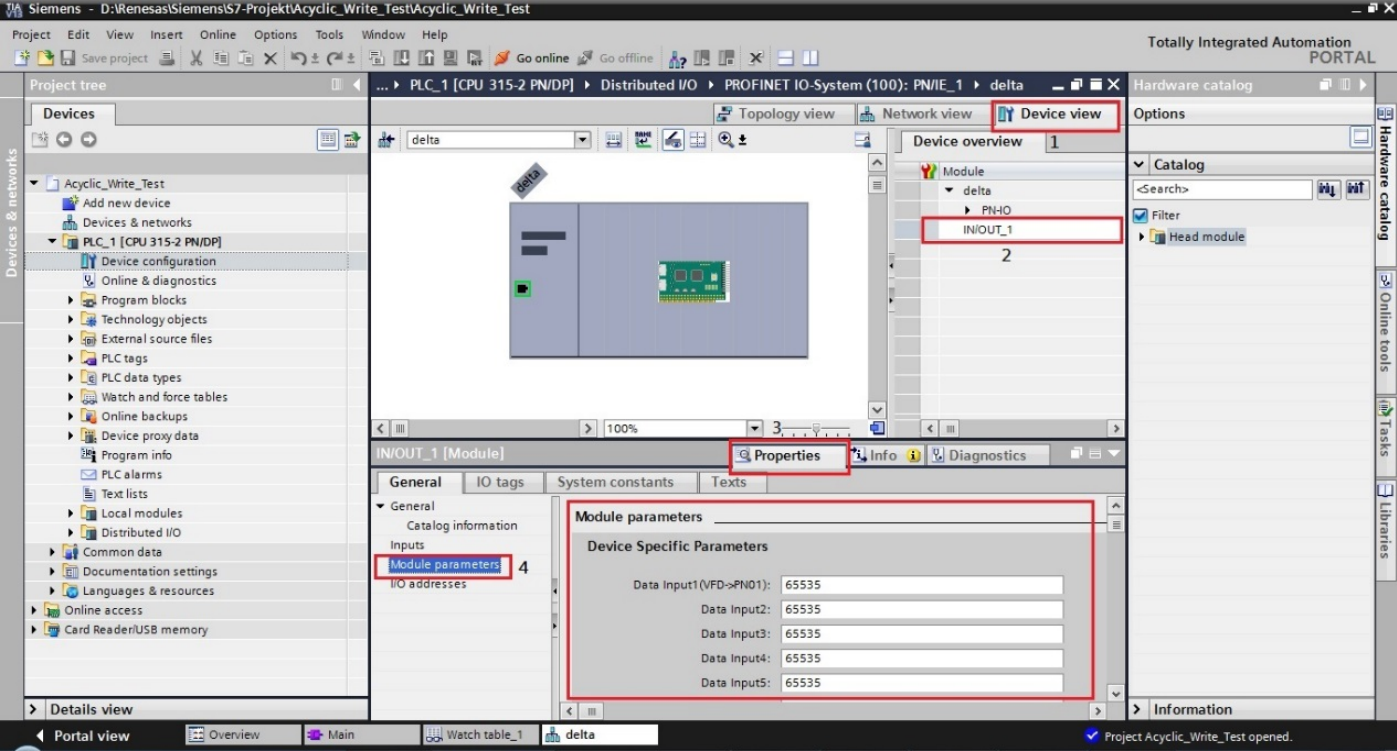 TIA V13 Siemens - D:\Renesas\Siemens\S7-Projekt\Acyclic_Write_Test\Acyclic_Write_Test
Project Edit View Insert Online Options Tools Window Help
Totally Integrated Automation
PORTAL
Save project Go online Go offline
Project tree
Devices
Devices & networks
Acyclic_Write_Test
Add new device
Devices & networks
PLC_1 [CPU 315-2 PN/DP]
Device configuration
Online & diagnostics
Program blocks
Technology objects
External source files
PLC tags
PLC data types
Watch and force tables
Online backups
Device proxy data
Program info
PLC alarms
Text lists
Local modules
Distributed I/O
Common data
Documentation settings
Languages & resources
Online access
Card Reader/USB memory
Details view
... PLC_1 [CPU 315-2 PN/DP] Distributed I/O PROFINET IO-System (100): PN/IE_1 delta
Topology view Network view Device view
delta
Device overview 1
Module
delta
PN-IO
IN/OUT_1
2
delta
100%
3
IN/OUT_1 [Module]
Properties Info Diagnostics
General IO tags System constants Texts
General
Catalog information
Inputs
Module parameters 4
I/O addresses
Module parameters
Device Specific Parameters
Data Input1(VFD->PN01): 65535
Data Input2: 65535
Data Input3: 65535
Data Input4: 65535
Data Input5: 65535
Hardware catalog
Options
Catalog
<Search>
Filter
Head module
Information
Hardware catalog
Online tools
Tasks
Libraries
Portal view Overview Main Watch table_1 delta
Project Acyclic_Write_Test opened.